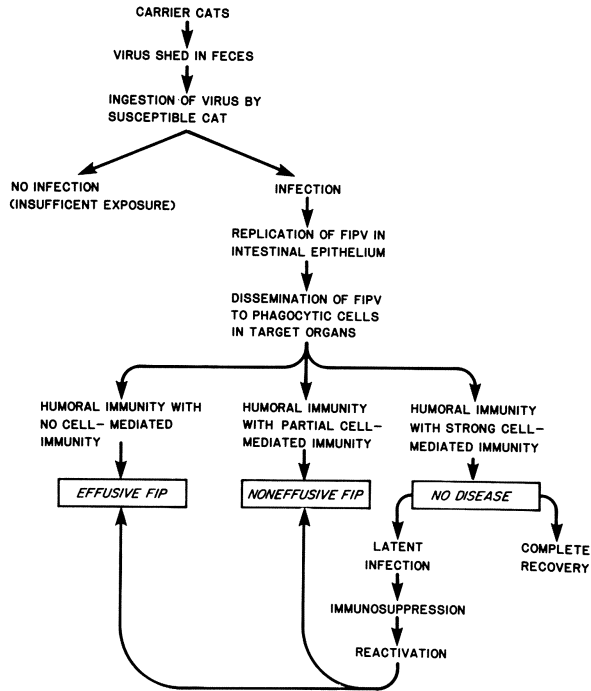 CARRIER CATS
VIRUS SHED IN FECES
INGESTION OF VIRUS BY
SUSCEPTIBLE CAT
NO INFECTION
(INSUFFICIENT EXPOSURE)
INFECTION
REPLICATION OF FIPV IN
INTESTINAL EPITHELIUM
DISSEMINATION OF FIPV
TO PHAGOCYTIC CELLS
IN TARGET ORGANS
HUMORAL IMMUNITY WITH
NO CELL-MEDIATED
IMMUNITY
HUMORAL IMMUNITY
WITH PARTIAL CELL-
MEDIATED IMMUNITY
HUMORAL IMMUNITY
WITH STRONG CELL-
MEDIATED IMMUNITY
EFFUSIVE FIP
NONEFFUSIVE FIP
NO DISEASE
LATENT
INFECTION
COMPLETE
RECOVERY
IMMUNOSUPPRESSION
REACTIVATION